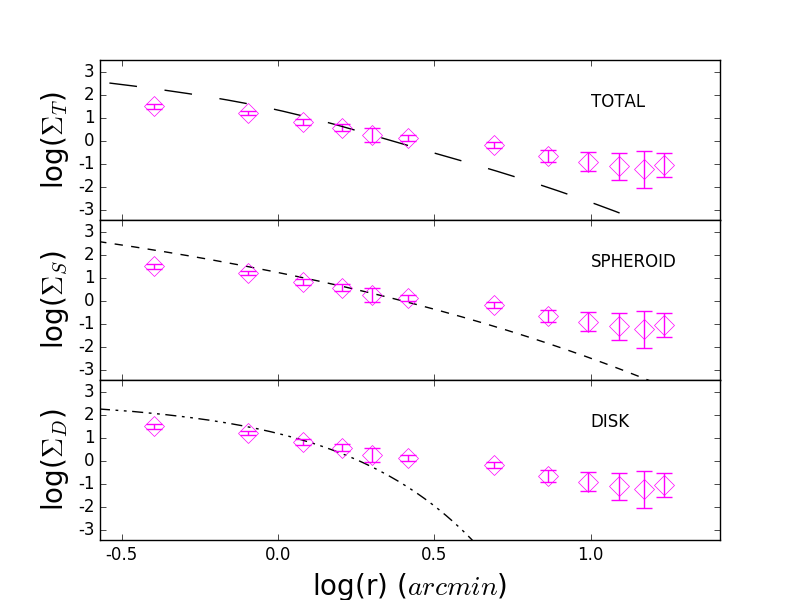 TOTAL
log(Σ_T)
3
2
1
0
-1
-2
-3
SPHEROID
log(Σ_S)
3
2
1
0
-1
-2
-3
DISK
log(Σ_D)
3
2
1
0
-1
-2
-3
-0.5 0.0 0.5 1.0
log(r) (arcmin)